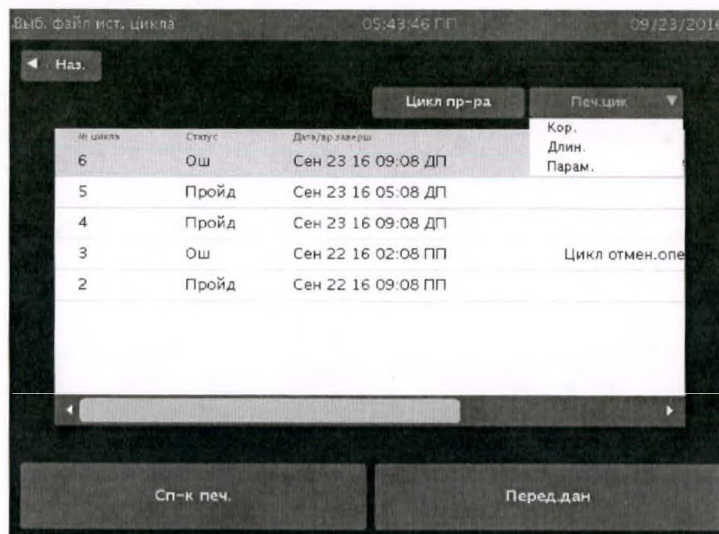 Выб. файл ист. цикла 05:43:46 ПП 09/23/2016
Наз.
Цикл пр-ра Печ.цик
№ цикла Статус Дата/вр.заверш Кор.
Длин.
Парам.
6 Ош Сен 23 16 09:08 ДП
5 Пройд Сен 23 16 05:08 ДП
4 Пройд Сен 23 16 09:08 ДП
3 Ош Сен 22 16 02:08 ПП Цикл отмен.опе
2 Пройд Сен 22 16 09:08 ПП
Сп-к печ. Перед.дан